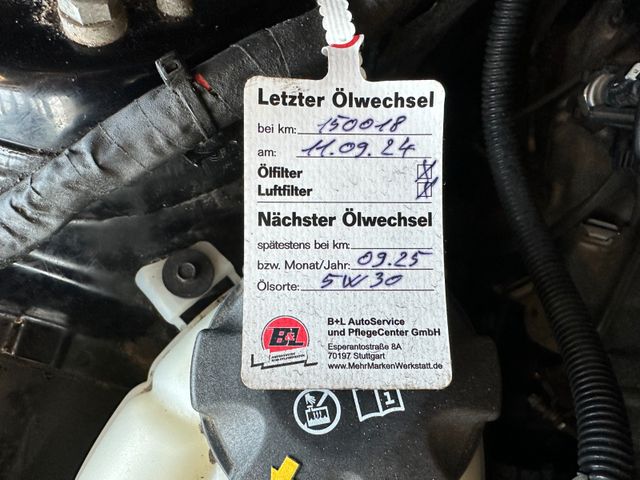 Letzter Ölwechsel
bei km: 150018
am: 11.09.24
Ölfilter
Luftfilter
Nächster Ölwechsel
spätestens bei km:
bzw. Monat/Jahr: 09.25
Ölsorte: 5W30
B+L
B+L AutoService
und PflegeCenter GmbH
Esperantostraße 8A
70197 Stuttgart
www.MehrMarkenWerkstatt.de
1